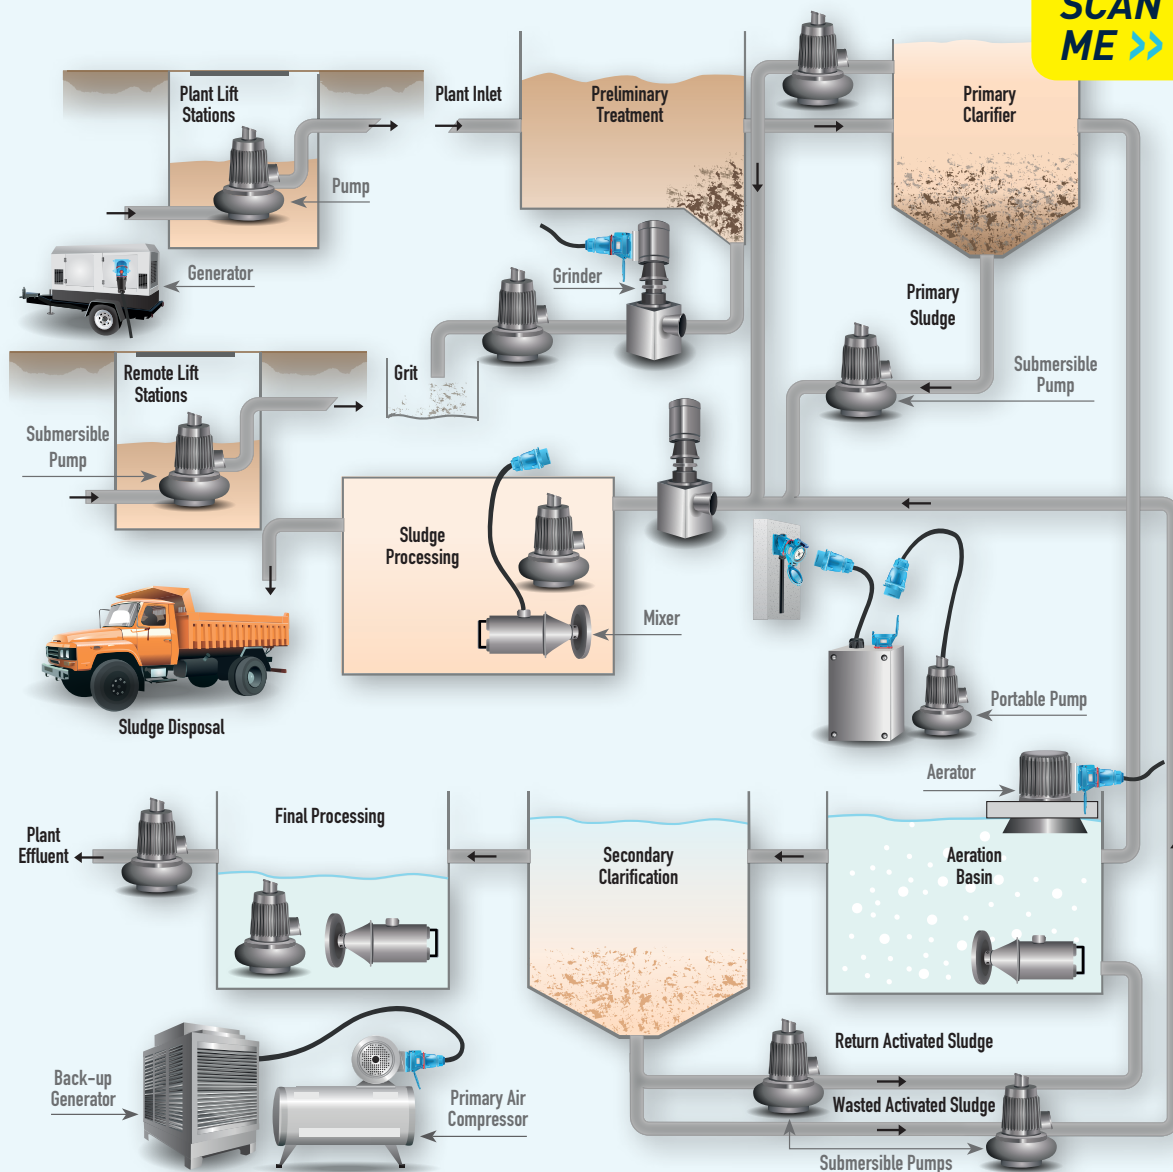 SCAN
ME >>
Plant Lift
Stations
Pump
Plant Inlet
Preliminary
Treatment
Primary
Clarifier
Generator
Grinder
Primary
Sludge
Remote Lift
Stations
Grit
Submersible
Pump
Submersible
Pump
Sludge
Processing
Mixer
Sludge Disposal
Portable Pump
Aerator
Plant
Effluent
Final Processing
Secondary
Clarification
Aeration
Basin
Return Activated Sludge
Back-up
Generator
Primary Air
Compressor
Wasted Activated Sludge
Submersible Pumps